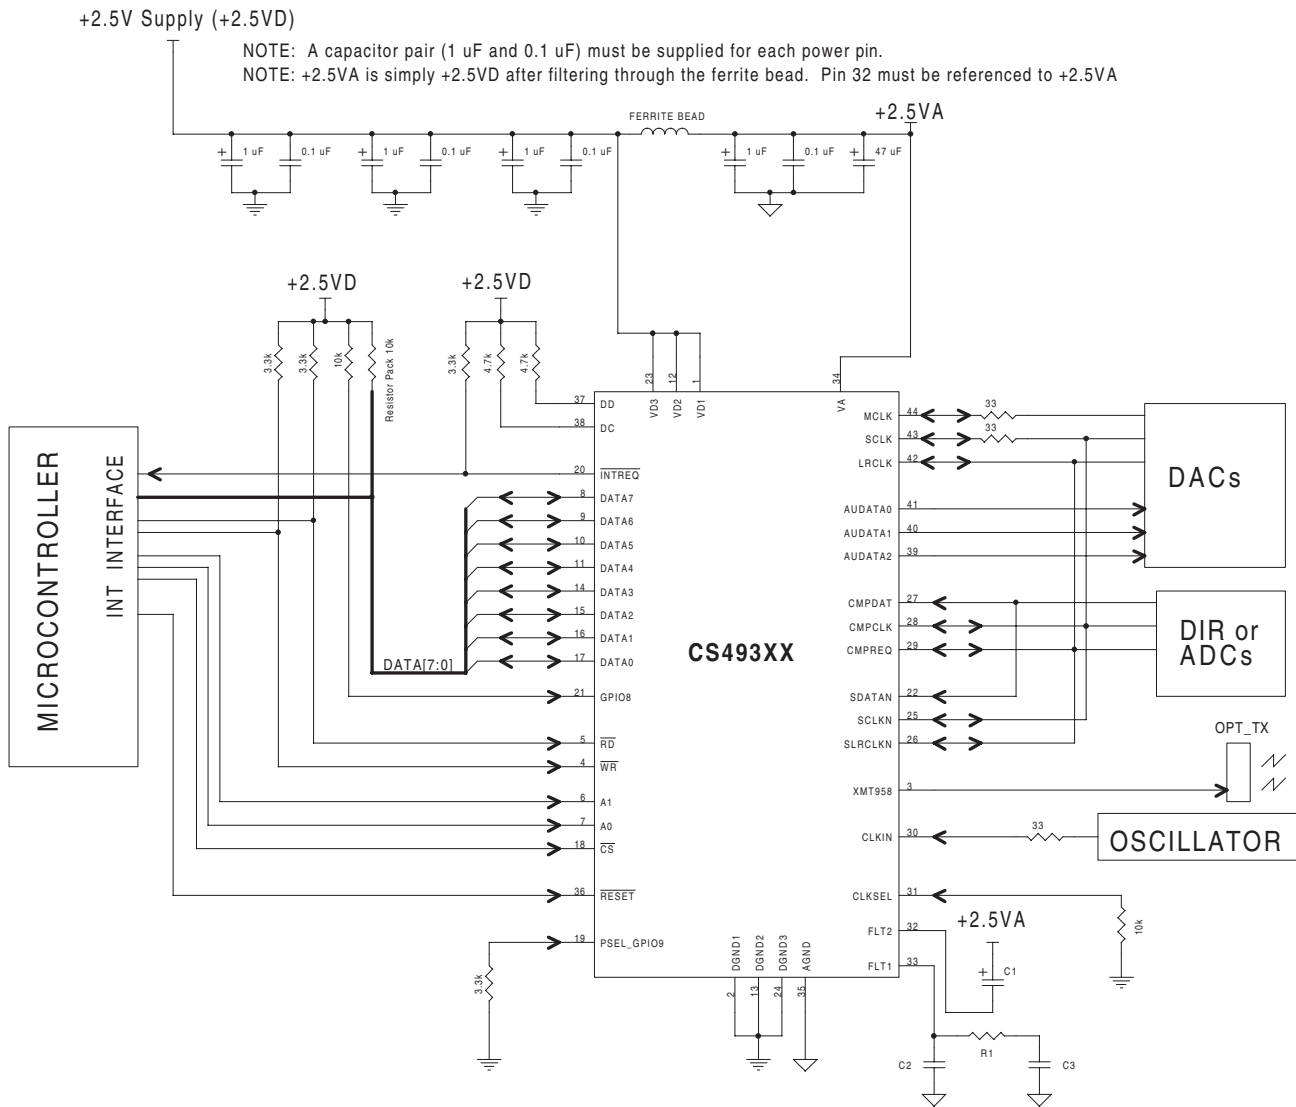 +2.5V Supply (+2.5VD)
NOTE: A capacitor pair (1 uF and 0.1 uF) must be supplied for each power pin.
NOTE: +2.5VA is simply +2.5VD after filtering through the ferrite bead. Pin 32 must be referenced to +2.5VA
FERRITE BEAD
+2.5VA
+ 1 uF 0.1 uF + 1 uF 0.1 uF + 1 uF 0.1 uF + 1 uF 0.1 uF + 47 uF
+2.5VD +2.5VD
3.3k 3.3k 10k Resistor Pack 10k 3.3k 4.7k 4.7k
23 12 1 34
VD3 VD2 VD1 VA
MICROCONTROLLER
INT INTERFACE
DATA[7:0]
37 DD
38 DC
20 INTREQ
8 DATA7
9 DATA6
10 DATA5
11 DATA4
14 DATA3
15 DATA2
16 DATA1
17 DATA0
21 GPIO8
5 RD
4 WR
6 A1
7 A0
18 CS
36 RESET
19 PSEL_GPIO9
3.3k
CS493XX
MCLK 44 33
SCLK 43 33
LRCLK 42
AUDATA0 41
AUDATA1 40
AUDATA2 39
DACs
CMPDAT 27
CMPCLK 28
CMPREQ 29
DIR or
ADCs
SDATAN 22
SCLKN 25
SLRCLKN 26
OPT_TX
XMT958 3
CLKIN 30 33
OSCILLATOR
CLKSEL 31
10k
FLT2 32
+2.5VA
+ C1
FLT1 33
DGND1 DGND2 DGND3 AGND
2 13 24 35
C2 R1 C3